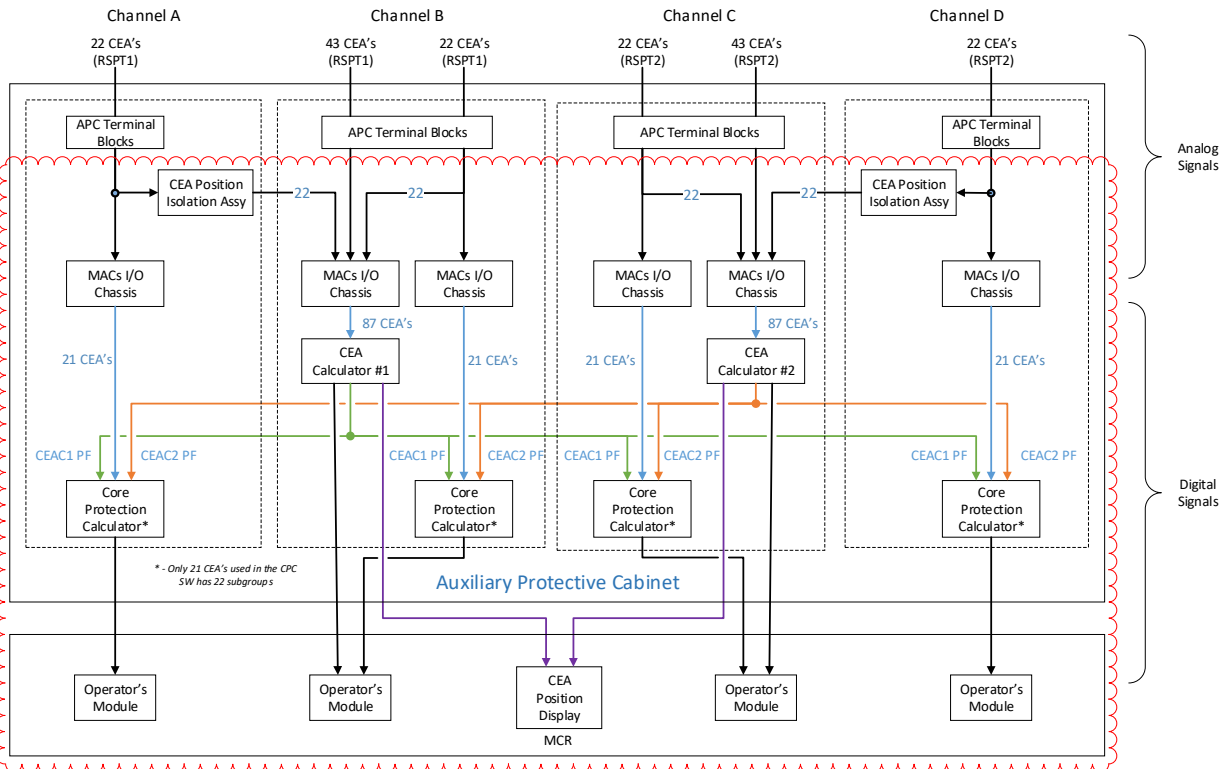 Channel A
Channel B
Channel C
Channel D
22 CEA's
(RSPT1)
43 CEA's
(RSPT1)
22 CEA's
(RSPT1)
22 CEA's
(RSPT2)
43 CEA's
(RSPT2)
22 CEA's
(RSPT2)
APC Terminal
Blocks
APC Terminal Blocks
APC Terminal Blocks
APC Terminal
Blocks
Analog
Signals
CEA Position
Isolation Assy
22
22
22
22
CEA Position
Isolation Assy
MACs I/O
Chassis
MACs I/O
Chassis
MACs I/O
Chassis
MACs I/O
Chassis
MACs I/O
Chassis
MACs I/O
Chassis
87 CEA's
87 CEA's
21 CEA's
CEA
Calculator #1
21 CEA's
21 CEA's
CEA
Calculator #2
21 CEA's
CEAC1 PF
CEAC2 PF
CEAC1 PF
CEAC2 PF
CEAC1 PF
CEAC2 PF
CEAC1 PF
CEAC2 PF
Core
Protection
Calculator*
Core
Protection
Calculator*
Core
Protection
Calculator*
Core
Protection
Calculator*
Digital
Signals
* - Only 21 CEA's used in the CPC
SW has 22 subgroups
Auxiliary Protective Cabinet
Operator's
Module
Operator's
Module
CEA
Position
Display
Operator's
Module
Operator's
Module
MCR